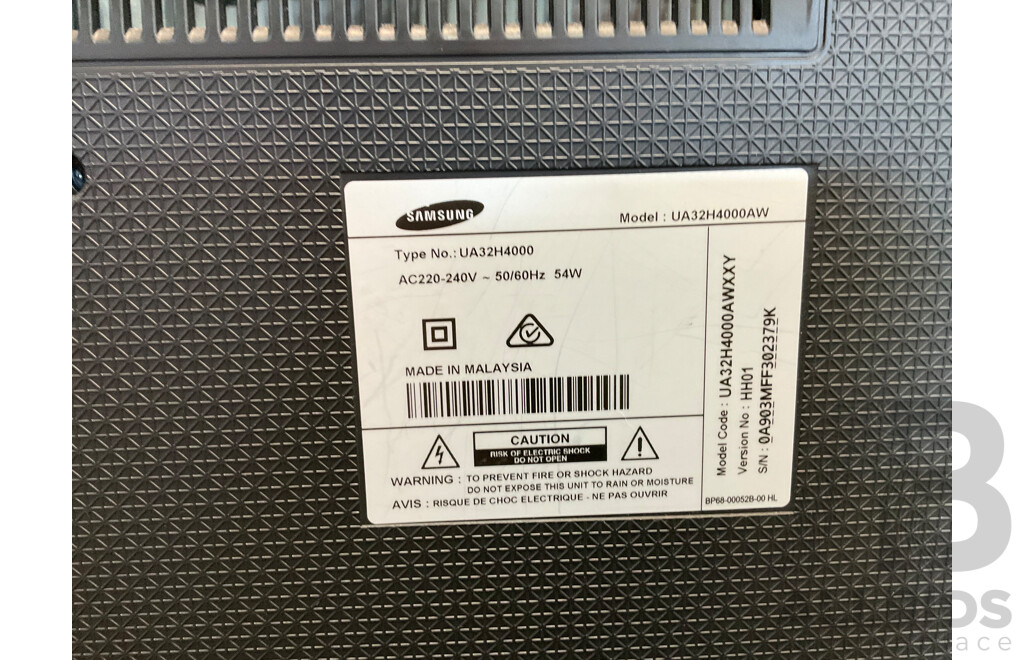 SAMSUNG
Model : UA32H4000AW
Type No.: UA32H4000
AC220-240V ~ 50/60Hz 54W
MADE IN MALAYSIA
CAUTION
RISK OF ELECTRIC SHOCK
DO NOT OPEN
WARNING : TO PREVENT FIRE OR SHOCK HAZARD
DO NOT EXPOSE THIS UNIT TO RAIN OR MOISTURE
AVIS : RISQUE DE CHOC ELECTRIQUE - NE PAS OUVRIR
Model Code : UA32H4000AWXXY
Version No : HH01
S/N : 0A903MFF302379K
BP68-00052B-00 HL